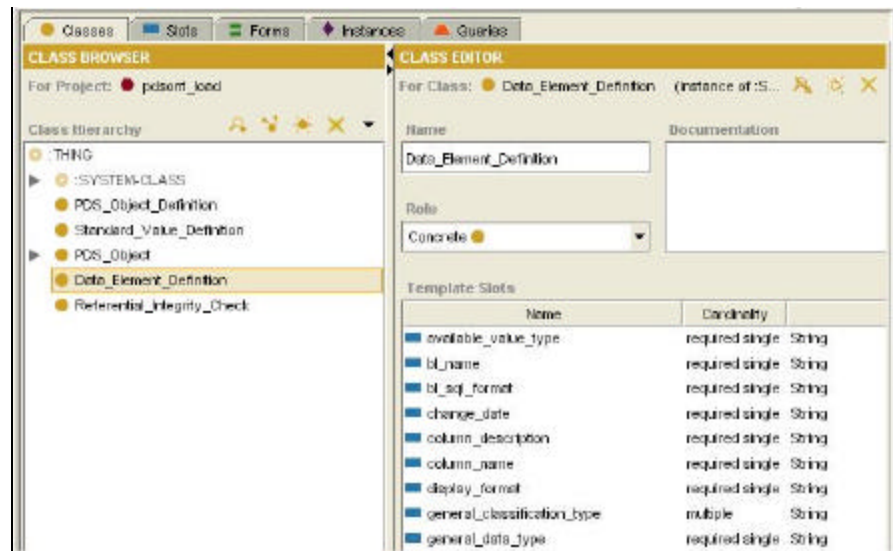 Classes Slots Forms Instances Queries
CLASS BROWSER
For Project: pdsont_load
Class Hierarchy
:THING
:SYSTEM-CLASS
PDS_Object_Definition
Standard_Value_Definition
PDS_Object
Data_Element_Definition
Referential_Integrity_Check
CLASS EDITOR
For Class: Data_Element_Definition (instance of :S...
Name
Documentation
Data_Element_Definition
Role
Concrete
Template Slots
Name Cardinality
available_value_type required single String
bl_name required single String
bl_sql_format required single String
change_date required single String
column_description required single String
column_name required single String
display_format required single String
general_classification_type multiple String
general_data_type required single String